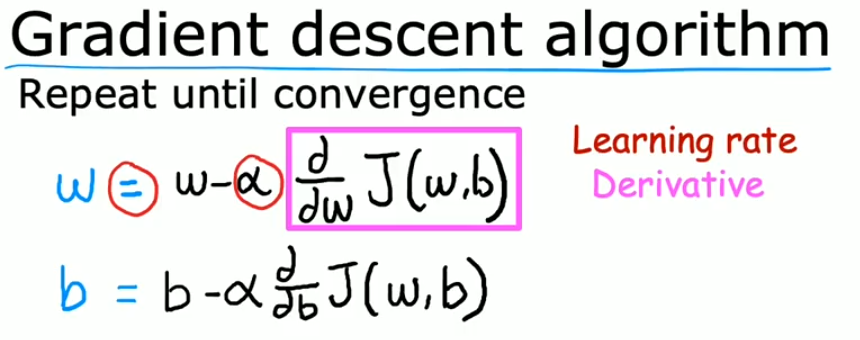 Gradient descent algorithm
Repeat until convergence
w = w-α d/dw J(w,b)
Learning rate
Derivative
b = b-α d/db J(w,b)